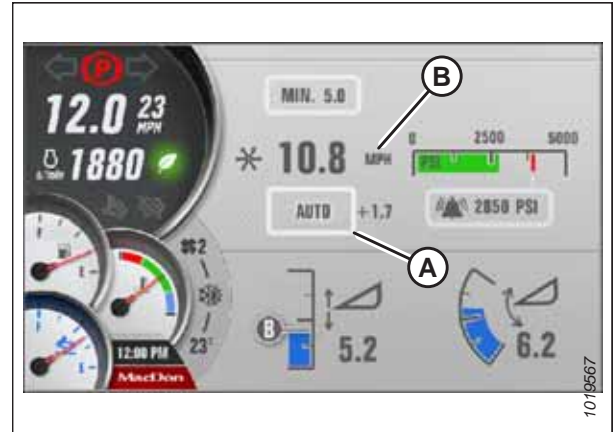 P
12.0 23
MPH
1880
MIN. 5.0
B
10.8 MPH
0 2500 5000
PSI
AUTO +1.7
2850 PSI
A
2
23°
12:00 PM
MacDon
B
5.2
6.2
1019567